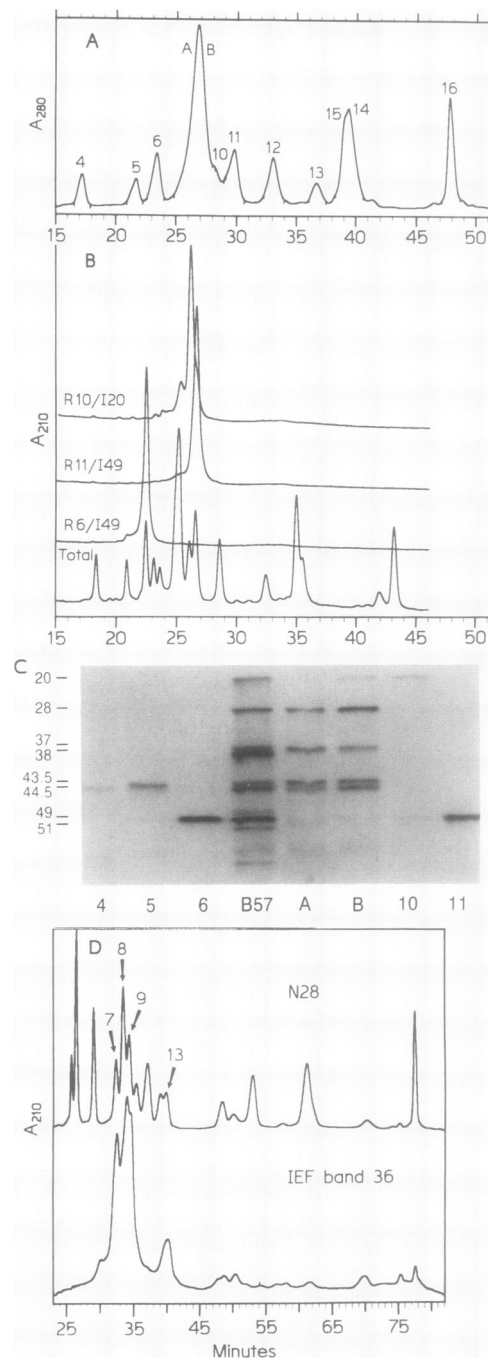 A
A B
4 5 6 10 11 12 13 15 14 16
A280
15 20 25 30 35 40 45 50
B
R10/I20
R11/I49
R6/I49
Total
A210
15 20 25 30 35 40 45 50
C
20
28
37
38
43.5
44.5
49
51
4 5 6 B57 A B 10 11
D
8
7
9
13
N28
IEF band 36
A210
25 35 45 55 65 75
Minutes